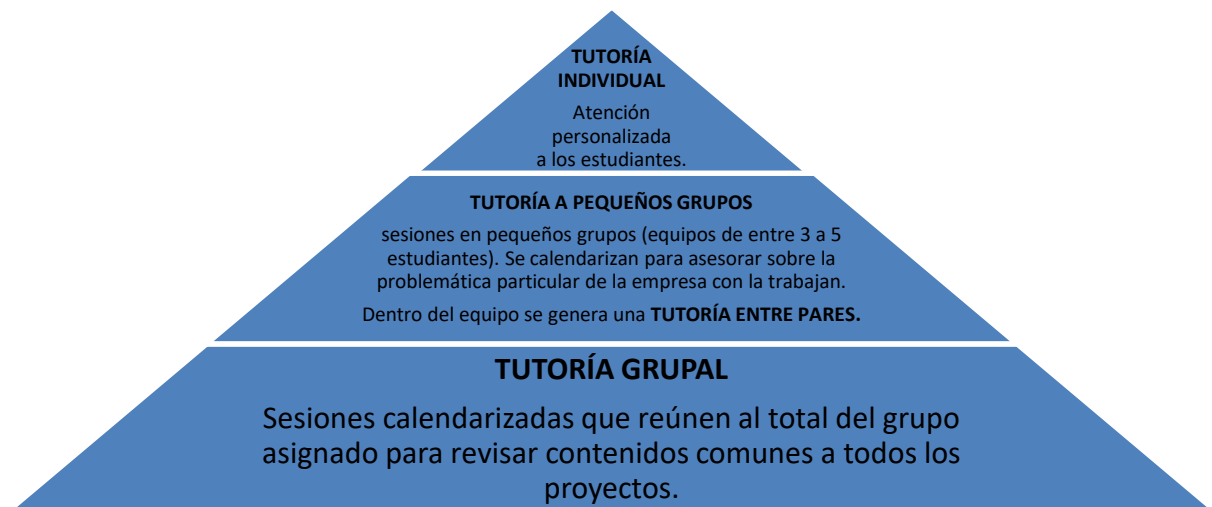 TUTORÍA
INDIVIDUAL
Atención
personalizada
a los estudiantes.
TUTORÍA A PEQUEÑOS GRUPOS
sesiones en pequeños grupos (equipos de entre 3 a 5
estudiantes). Se calendarizan para asesorar sobre la
problemática particular de la empresa con la trabajan.
Dentro del equipo se genera una TUTORÍA ENTRE PARES.
TUTORÍA GRUPAL
Sesiones calendarizadas que reúnen al total del grupo
asignado para revisar contenidos comunes a todos los
proyectos.